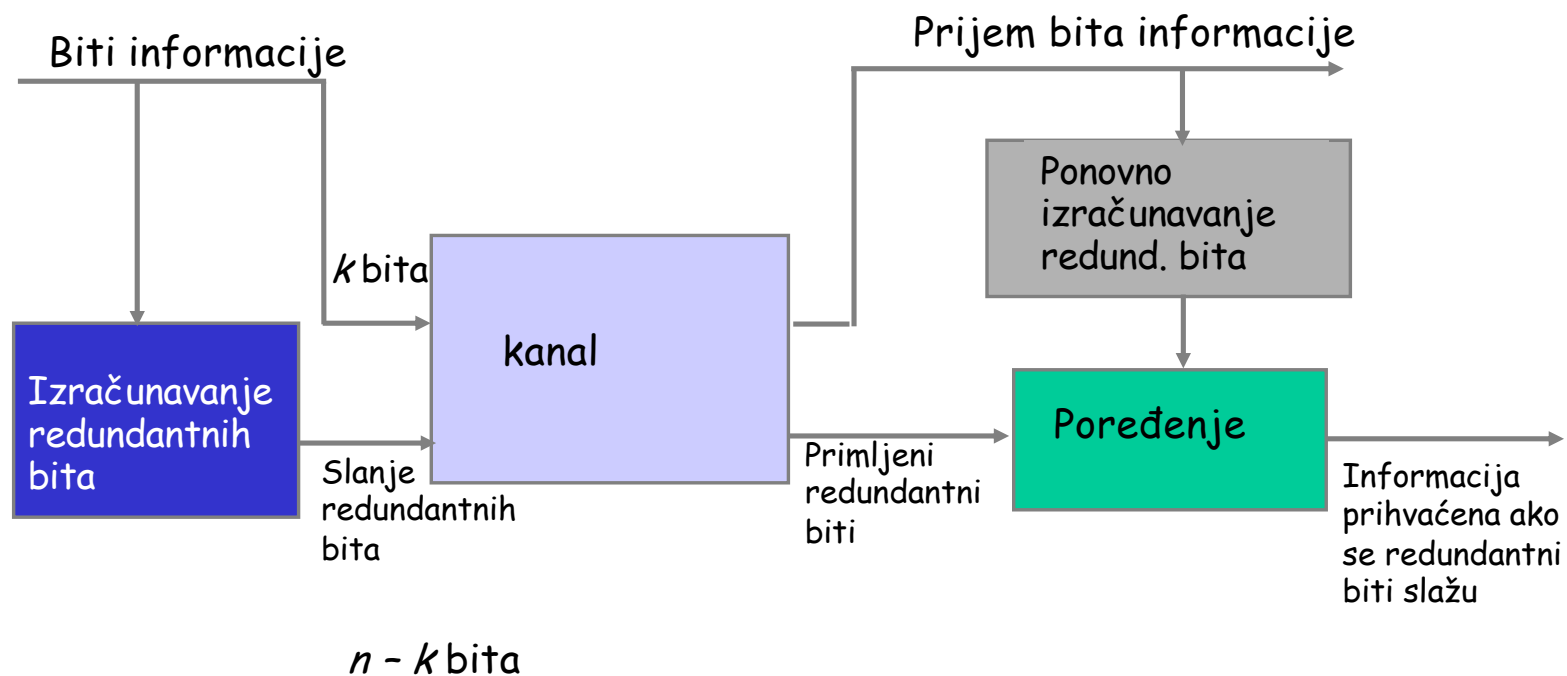 Biti informacije
Prijem bita informacije
Ponovno
izračunavanje
redund. bita
k bita
kanal
Izračunavanje
redundantnih
bita
Poređenje
Slanje
redundantnih
bita
Primljeni
redundantni
biti
Informacija
prihvaćena ako
se redundantni
biti slažu
n – k bita